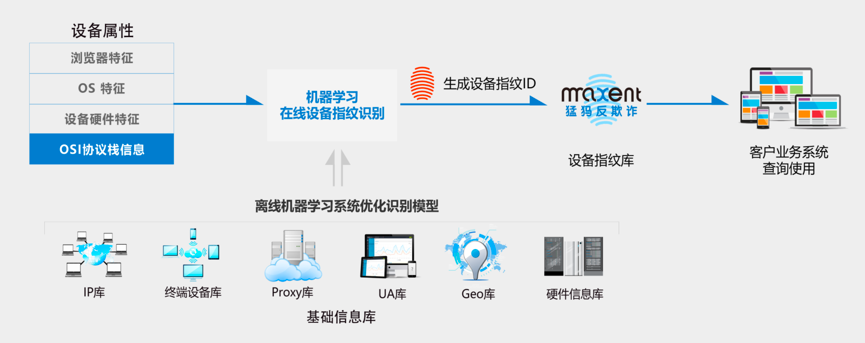 设备属性
浏览器特征
OS 特征
设备硬件特征
OSI协议栈信息
机器学习
在线设备指纹识别
生成设备指纹ID
maxent
猛犸反欺诈
设备指纹库
客户业务系统
查询使用
离线机器学习系统优化识别模型
IP库
终端设备库
Proxy库
UA库
Geo库
硬件信息库
基础信息库